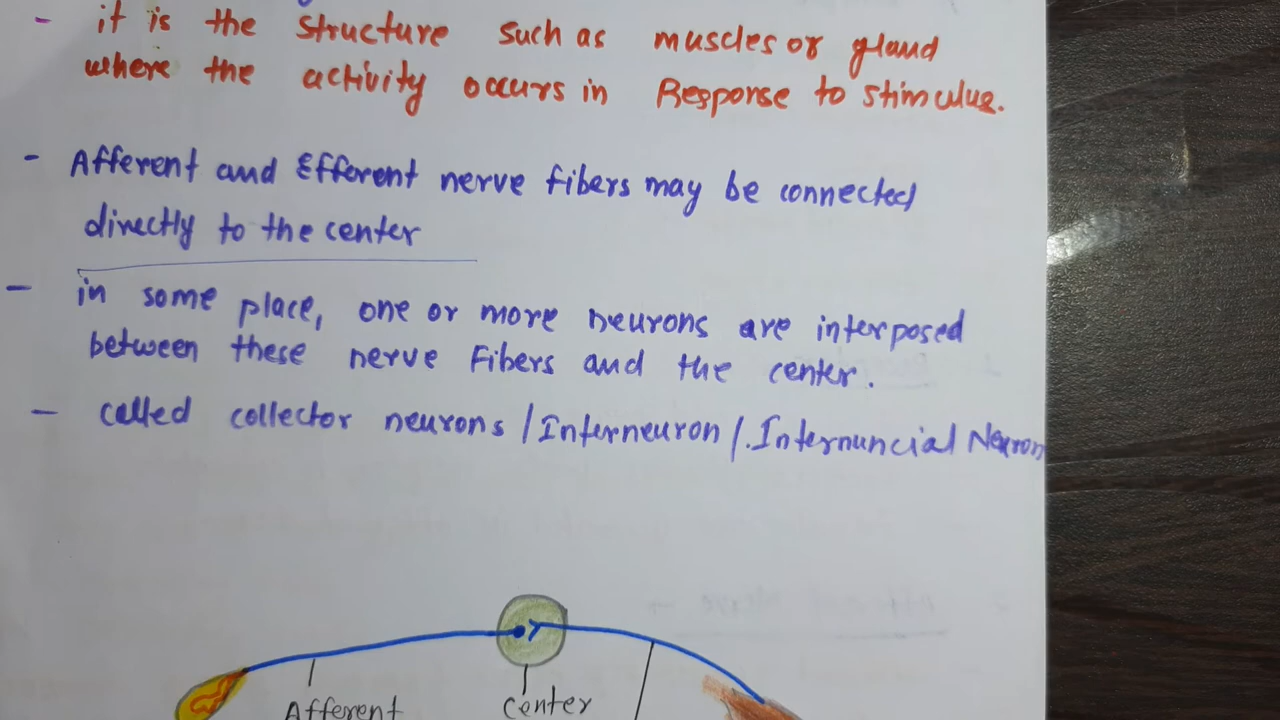 - it is the structure such as muscles or gland
where the activity occurs in Response to stimulus.
- Afferent and Efferent nerve fibers may be connected
directly to the center
- in some place, one or more neurons are interposed
between these nerve Fibers and the center.
- called collector neurons / Interneuron /. Internuncial Neuron
Afferent
center